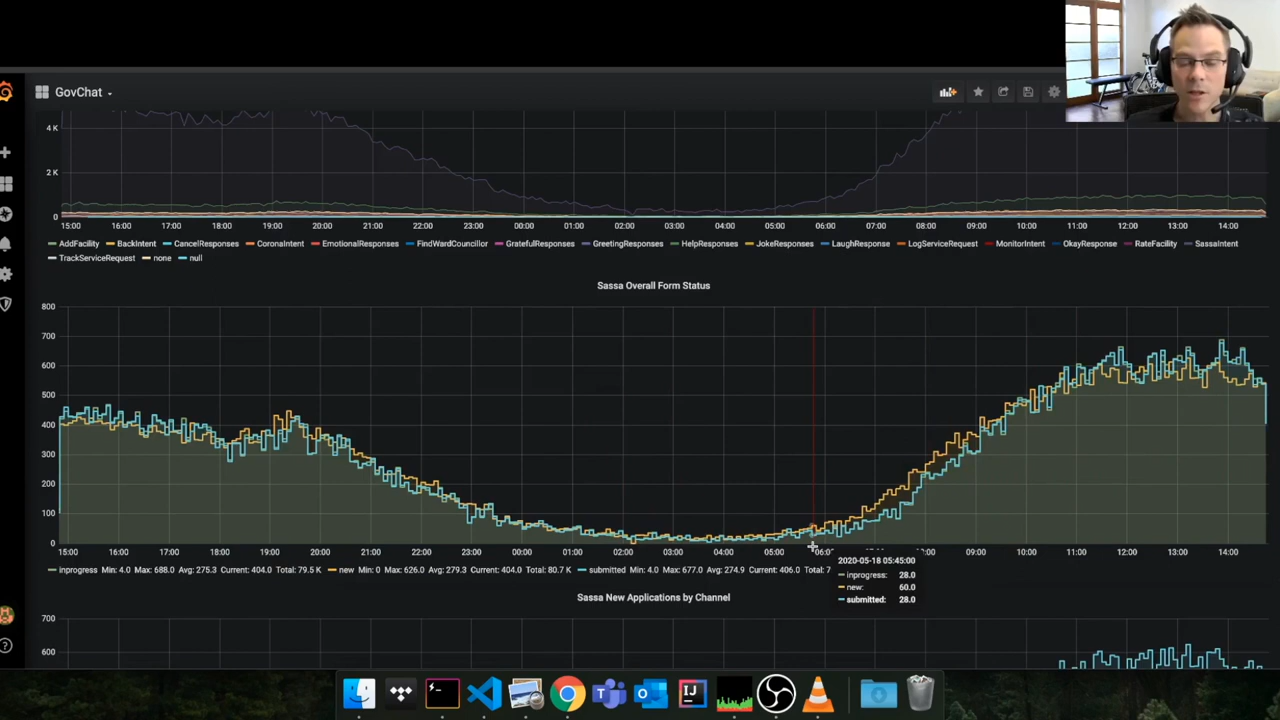 GovChat
4 K
2 K
0
15:00 16:00 17:00 18:00 19:00 20:00 21:00 22:00 23:00 00:00 01:00 02:00 03:00 04:00 05:00 06:00 07:00 08:00 09:00 10:00 11:00 12:00 13:00 14:00
AddFacility BackIntent CancelResponses CoronaIntent EmotionalResponses FindWardCouncillor GratefulResponses GreetingResponses HelpResponses JokeResponses LaughResponse LogServiceRequest MonitorIntent OkayResponse RateFacility SassaIntent
TrackServiceRequest none null
Sassa Overall Form Status
800
700
600
500
400
300
200
100
0
15:00 16:00 17:00 18:00 19:00 20:00 21:00 22:00 23:00 00:00 01:00 02:00 03:00 04:00 05:00 09:00 10:00 11:00 12:00 13:00 14:00
inprogress Min: 4.0 Max: 688.0 Avg: 275.3 Current: 404.0 Total: 79.5 K new Min: 0 Max: 626.0 Avg: 279.3 Current: 404.0 Total: 80.7 K submitted Min: 4.0 Max: 677.0 Avg: 274.9 Current: 406.0 Total: 7
2020-05-18 05:45:00
inprogress: 28.0
new: 60.0
submitted: 28.0
Sassa New Applications by Channel
700
600